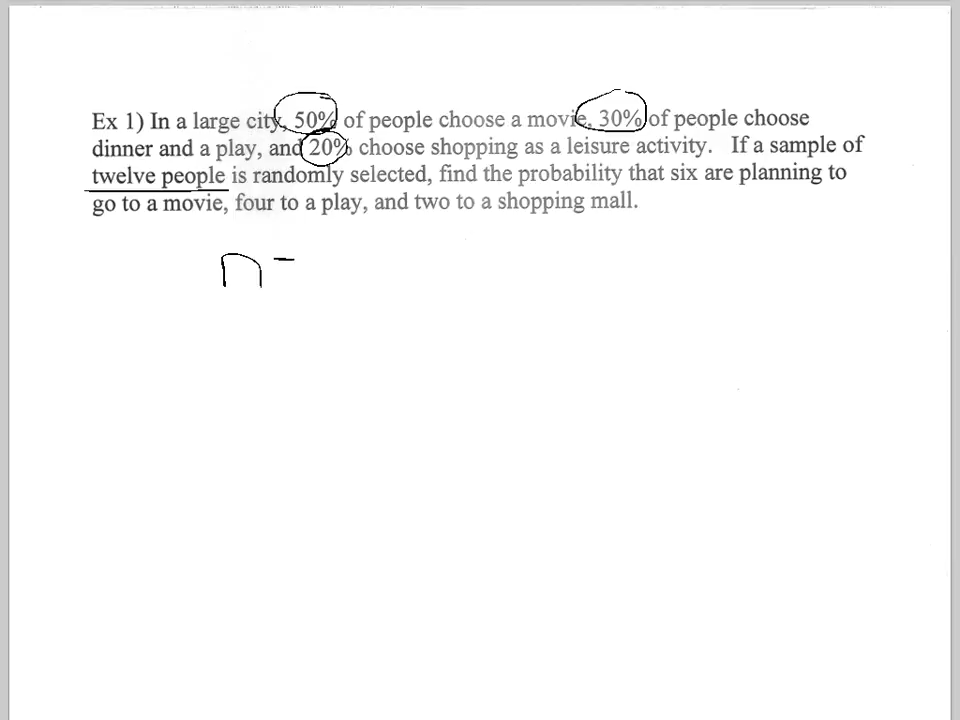 Ex 1) In a large city, 50% of people choose a movie, 30% of people choose
dinner and a play, and 20% choose shopping as a leisure activity. If a sample of
twelve people is randomly selected, find the probability that six are planning to
go to a movie, four to a play, and two to a shopping mall.
n =